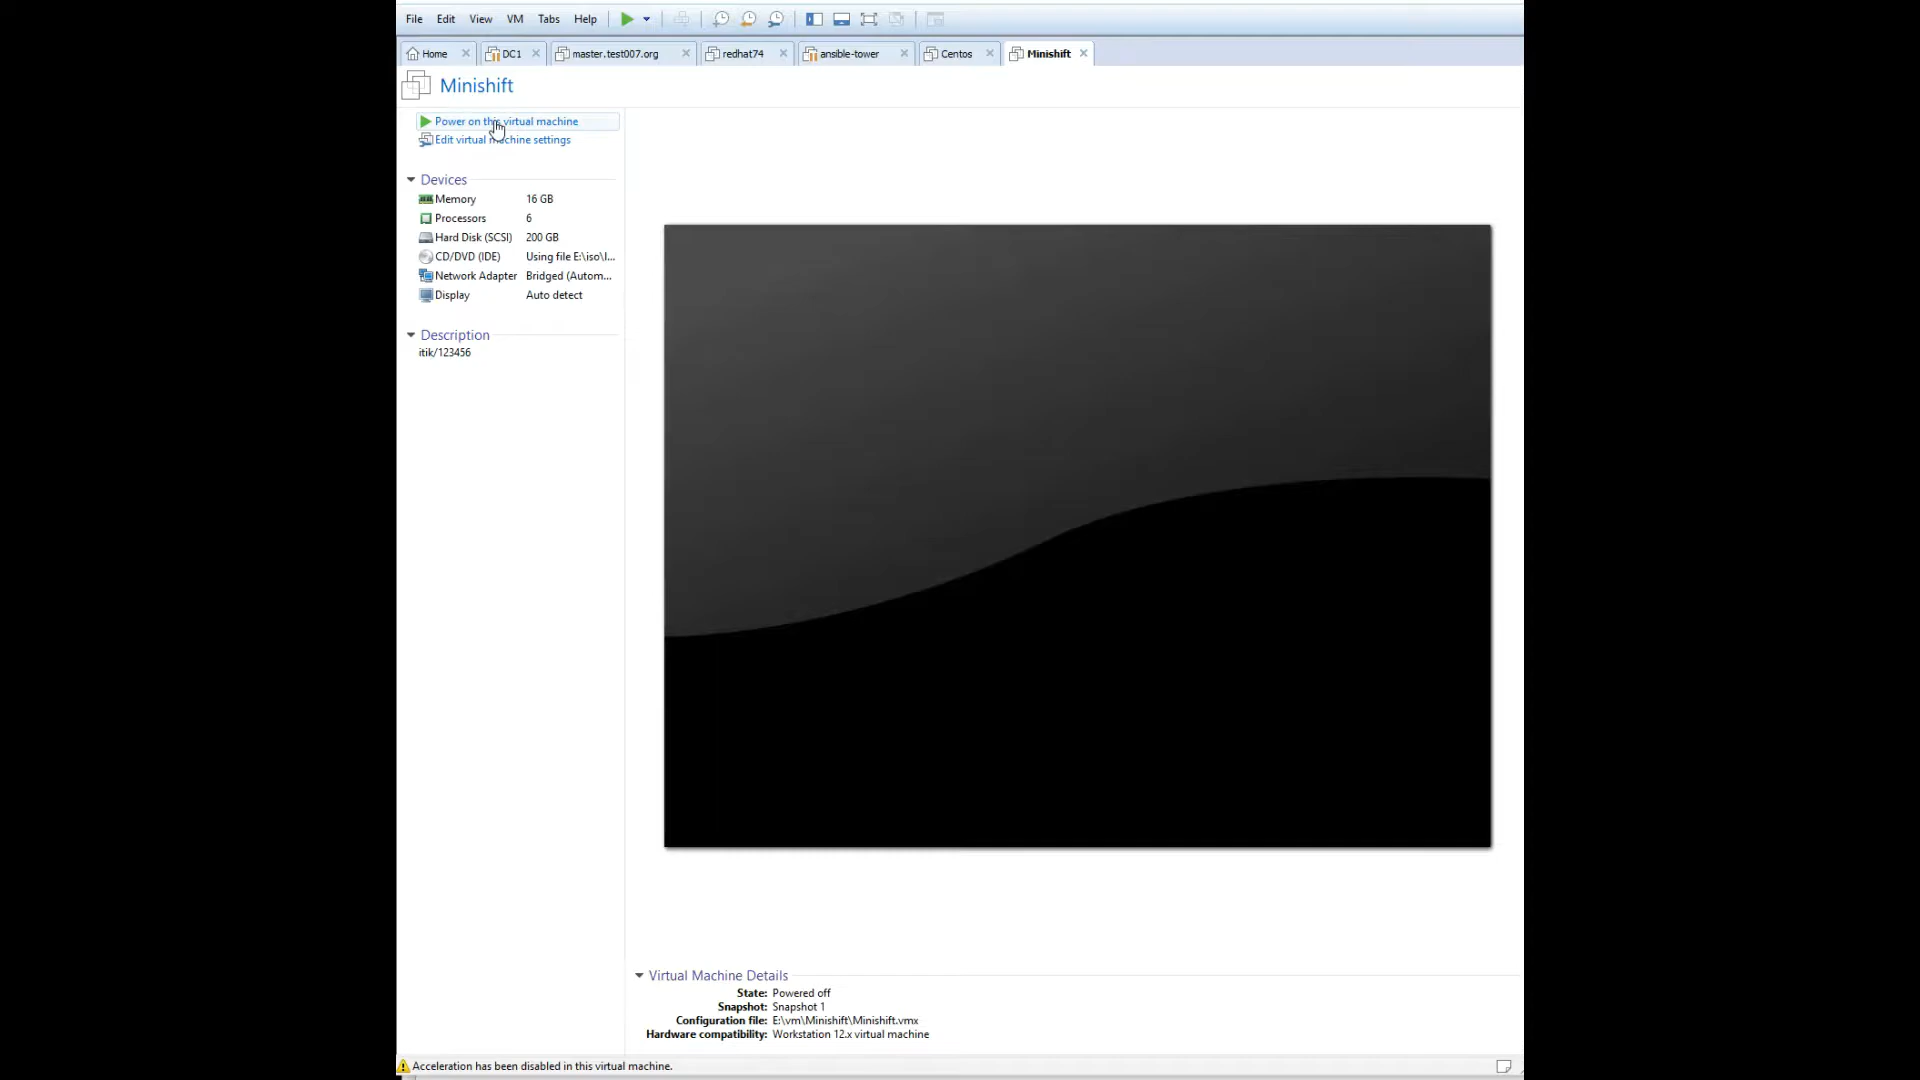 File Edit View VM Tabs Help
Home DC1 master.test007.org redhat74 ansible-tower Centos Minishift
Minishift
Power on this virtual machine
Edit virtual machine settings
Devices
Memory 16 GB
Processors 6
Hard Disk (SCSI) 200 GB
CD/DVD (IDE) Using file E:\iso\l...
Network Adapter Bridged (Autom...
Display Auto detect
Description
itik/123456
Virtual Machine Details
State: Powered off
Snapshot: Snapshot 1
Configuration file: E:\vm\Minishift\Minishift.vmx
Hardware compatibility: Workstation 12.x virtual machine
Acceleration has been disabled in this virtual machine.